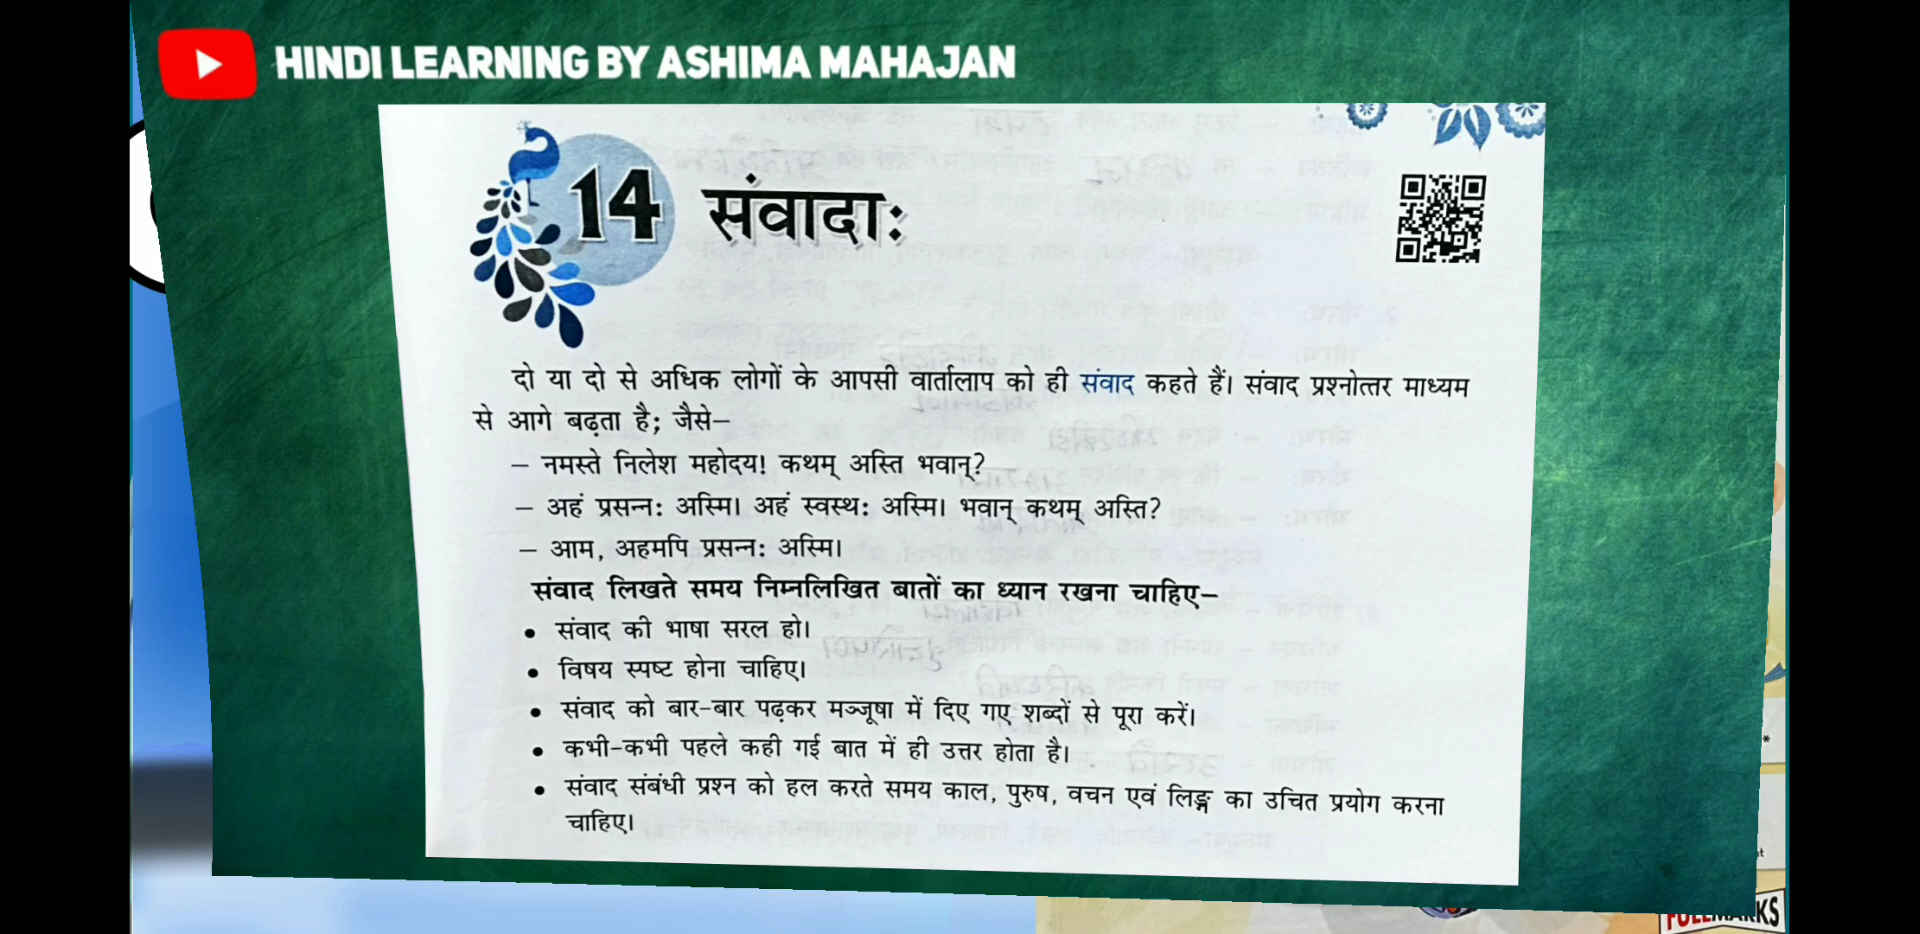 HINDI LEARNING BY ASHIMA MAHAJAN
14 संवादाः
दो या दो से अधिक लोगों के आपसी वार्तालाप को ही संवाद कहते हैं। संवाद प्रश्नोत्तर माध्यम
से आगे बढ़ता है; जैसे–
– नमस्ते निलेश महोदय! कथम् अस्ति भवान्?
– अहं प्रसन्नः अस्मि। अहं स्वस्थः अस्मि। भवान् कथम् अस्ति?
– आम, अहमपि प्रसन्नः अस्मि।
संवाद लिखते समय निम्नलिखित बातों का ध्यान रखना चाहिए–
• संवाद की भाषा सरल हो।
• विषय स्पष्ट होना चाहिए।
• संवाद को बार-बार पढ़कर मञ्जूषा में दिए गए शब्दों से पूरा करें।
• कभी-कभी पहले कही गई बात में ही उत्तर होता है।
• संवाद संबंधी प्रश्न को हल करते समय काल, पुरुष, वचन एवं लिङ्ग का उचित प्रयोग करना
चाहिए।